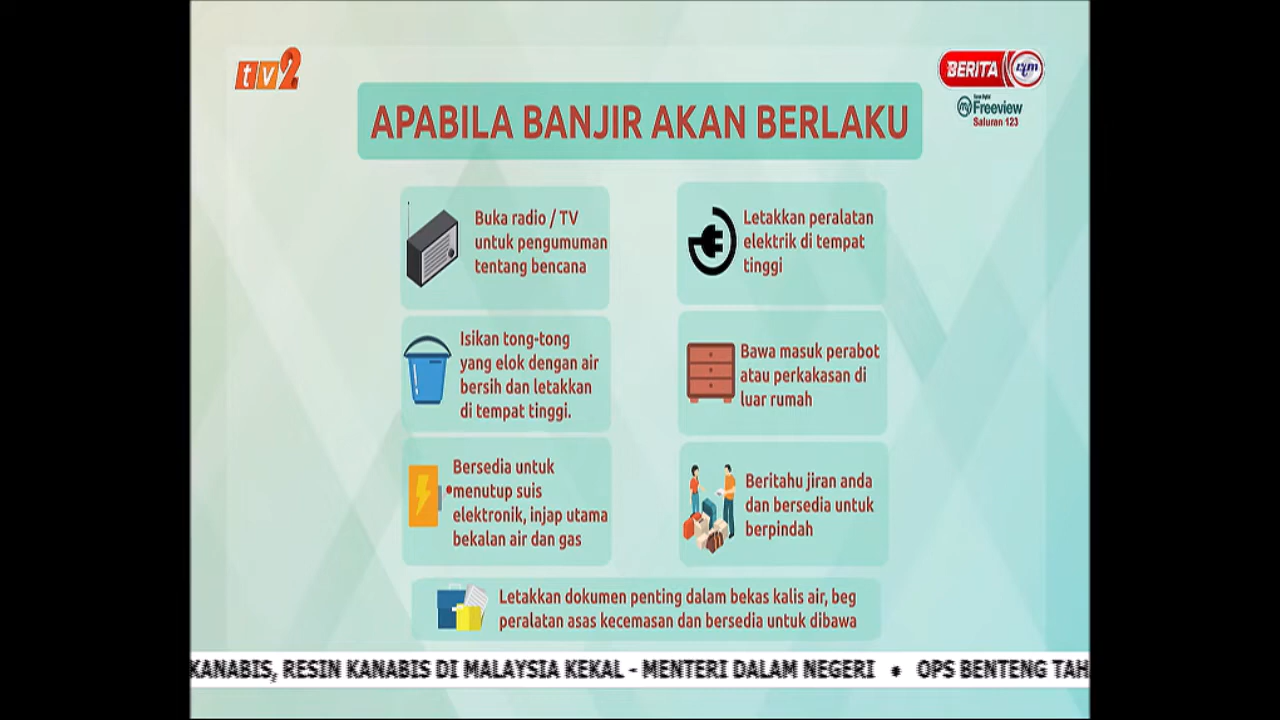 tv2
BERITA rtm
Freeview
Saluran 123
APABILA BANJIR AKAN BERLAKU
Buka radio / TV
untuk pengumuman
tentang bencana
Letakkan peralatan
elektrik di tempat
tinggi
Isikan tong-tong
yang elok dengan air
bersih dan letakkan
di tempat tinggi.
Bawa masuk perabot
atau perkakasan di
luar rumah
Bersedia untuk
•menutup suis
elektronik, injap utama
bekalan air dan gas
Beritahu jiran anda
dan bersedia untuk
berpindah
Letakkan dokumen penting dalam bekas kalis air, beg
peralatan asas kecemasan dan bersedia untuk dibawa
KANABIS, RESIN KANABIS DI MALAYSIA KEKAL - MENTERI DALAM NEGERI • OPS BENTENG TAH